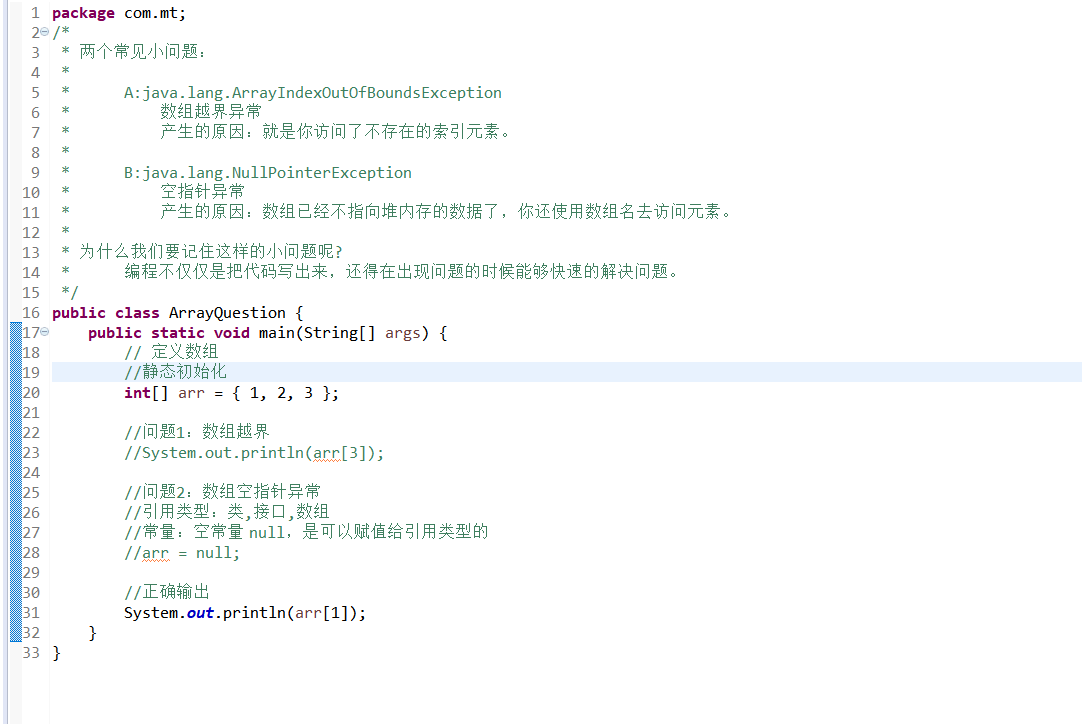 1 package com.mt;
2 /*
3  * 两个常见小问题：
4  *
5  *      A:java.lang.ArrayIndexOutOfBoundsException
6  *          数组越界异常
7  *          产生的原因：就是你访问了不存在的索引元素。
8  *
9  *      B:java.lang.NullPointerException
10  *          空指针异常
11  *          产生的原因：数组已经不指向堆内存的数据了，你还使用数组名去访问元素。
12  *
13  * 为什么我们要记住这样的小问题呢?
14  *      编程不仅仅是把代码写出来，还得在出现问题的时候能够快速的解决问题。
15  */
16 public class ArrayQuestion {
17     public static void main(String[] args) {
18         // 定义数组
19         //静态初始化
20         int[] arr = { 1, 2, 3 };
21
22         //问题1：数组越界
23         //System.out.println(arr[3]);
24
25         //问题2：数组空指针异常
26         //引用类型：类,接口,数组
27         //常量：空常量 null，是可以赋值给引用类型的
28         //arr = null;
29
30         //正确输出
31         System.out.println(arr[1]);
32     }
33 }